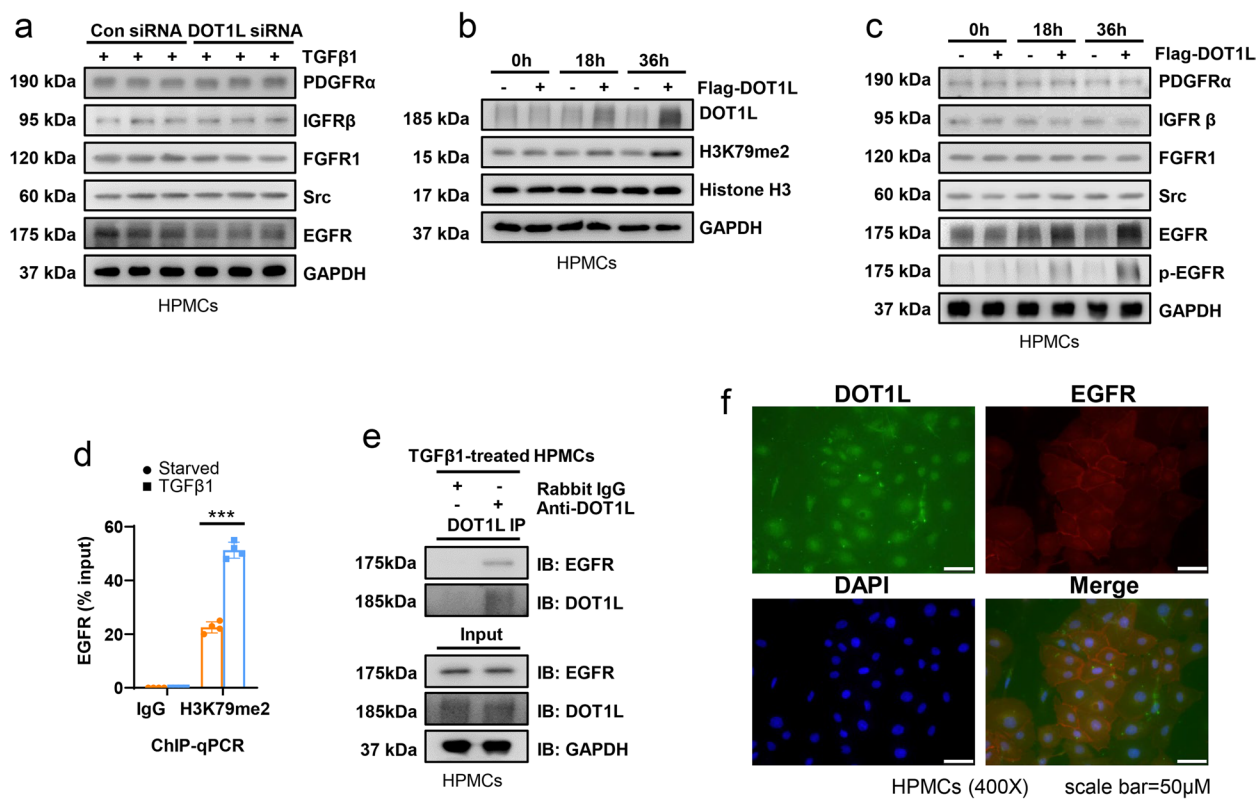 a
Con siRNA DOT1L siRNA
+ + + + + + TGFβ1
190 kDa PDGFRα
95 kDa IGFRβ
120 kDa FGFR1
60 kDa Src
175 kDa EGFR
37 kDa GAPDH
HPMCs
b
0h 18h 36h
- + - + - + Flag-DOT1L
185 kDa DOT1L
15 kDa H3K79me2
17 kDa Histone H3
37 kDa GAPDH
HPMCs
c
0h 18h 36h
- + - + - + Flag-DOT1L
190 kDa PDGFRα
95 kDa IGFR β
120 kDa FGFR1
60 kDa Src
175 kDa EGFR
175 kDa p-EGFR
37 kDa GAPDH
HPMCs
d
Starved
TGFβ1
***
EGFR (% input)
60
40
20
0
IgG H3K79me2
ChIP-qPCR
e
TGFβ1-treated HPMCs
+ - Rabbit IgG
- + Anti-DOT1L
DOT1L IP
175kDa IB: EGFR
185kDa IB: DOT1L
Input
175kDa IB: EGFR
185kDa IB: DOT1L
37 kDa IB: GAPDH
HPMCs
f
DOT1L EGFR
DAPI Merge
HPMCs (400X) scale bar=50μM